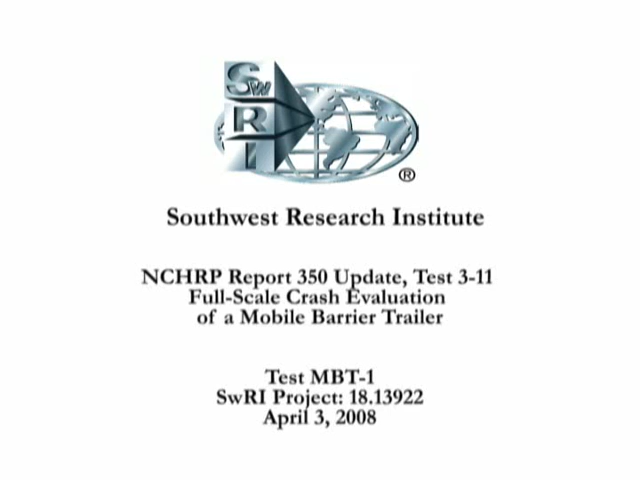 Sw
R
I
®
Southwest Research Institute
NCHRP Report 350 Update, Test 3-11
Full-Scale Crash Evaluation
of a Mobile Barrier Trailer
Test MBT-1
SwRI Project: 18.13922
April 3, 2008